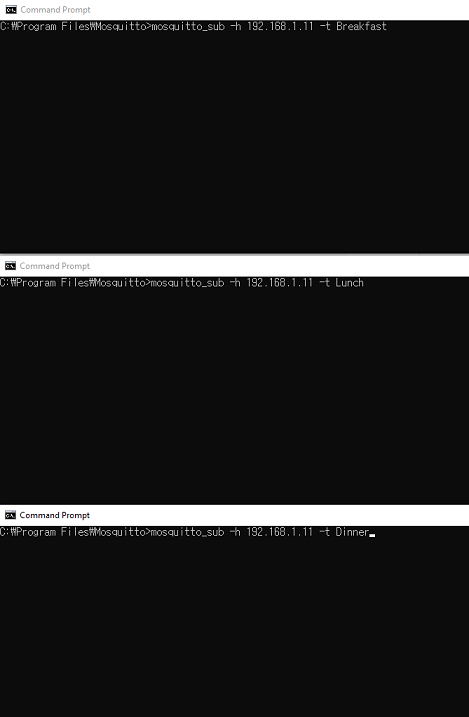 Command Prompt
C:₩Program Files₩Mosquitto>mosquitto_sub -h 192.168.1.11 -t Breakfast
Command Prompt
C:₩Program Files₩Mosquitto>mosquitto_sub -h 192.168.1.11 -t Lunch
Command Prompt
C:₩Program Files₩Mosquitto>mosquitto_sub -h 192.168.1.11 -t Dinner